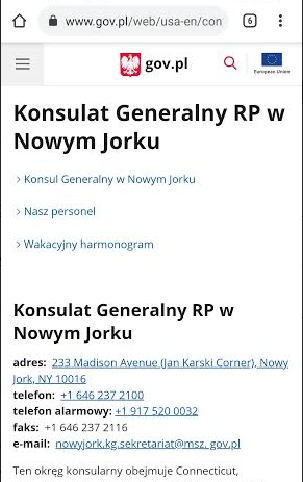 www.gov.pl/web/usa-en/con
6
gov.pl
European Union
Konsulat Generalny RP w
Nowym Jorku
Konsul Generalny w Nowym Jorku
Nasz personel
Wakacyjny harmonogram
Konsulat Generalny RP w
Nowym Jorku
adres: 233 Madison Avenue (Jan Karski Corner), Nowy
Jork, NY 10016
telefon: +1 646 237 2100
telefon alarmowy: +1 917 520 0032
faks: +1 646 237 2116
e-mail: nowyjork.kg.sekretariat@msz. gov.pl
Ten okręg konsularny obejmuje Connecticut,